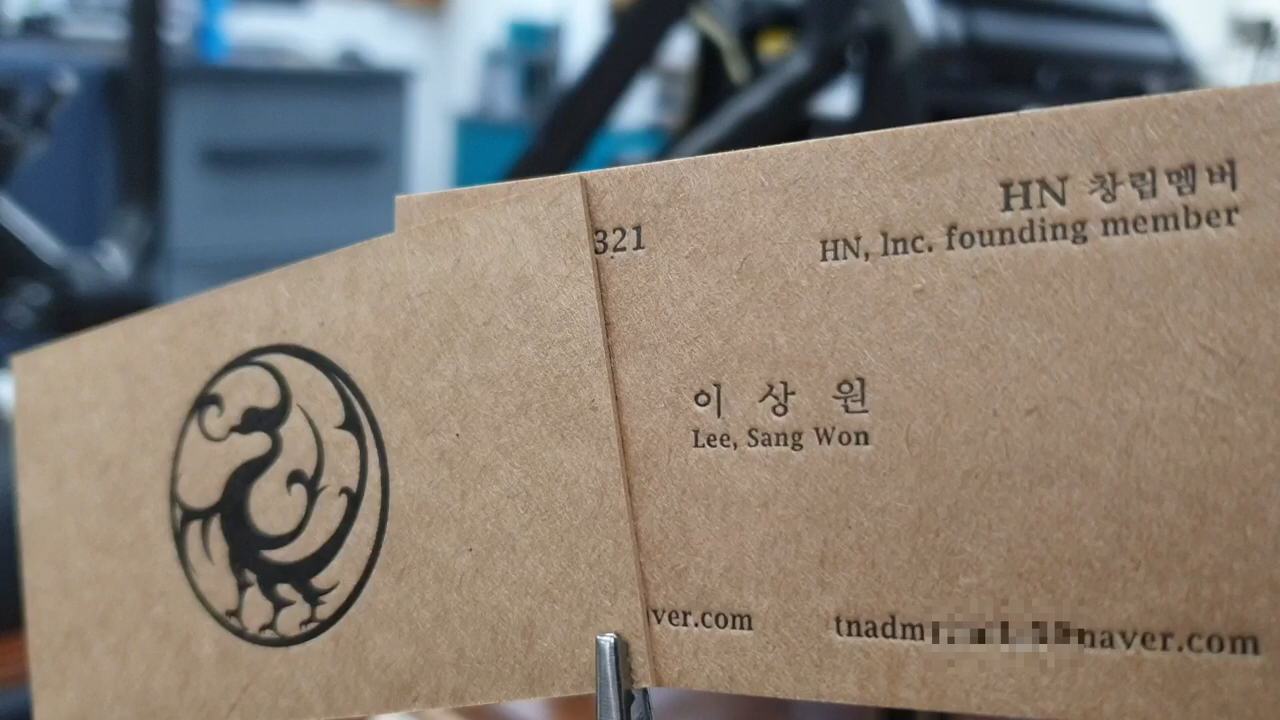 HN 창립멤버
321
HN, Inc. founding member
이 상 원
Lee, Sang Won
ver.com
tnadm
naver.com